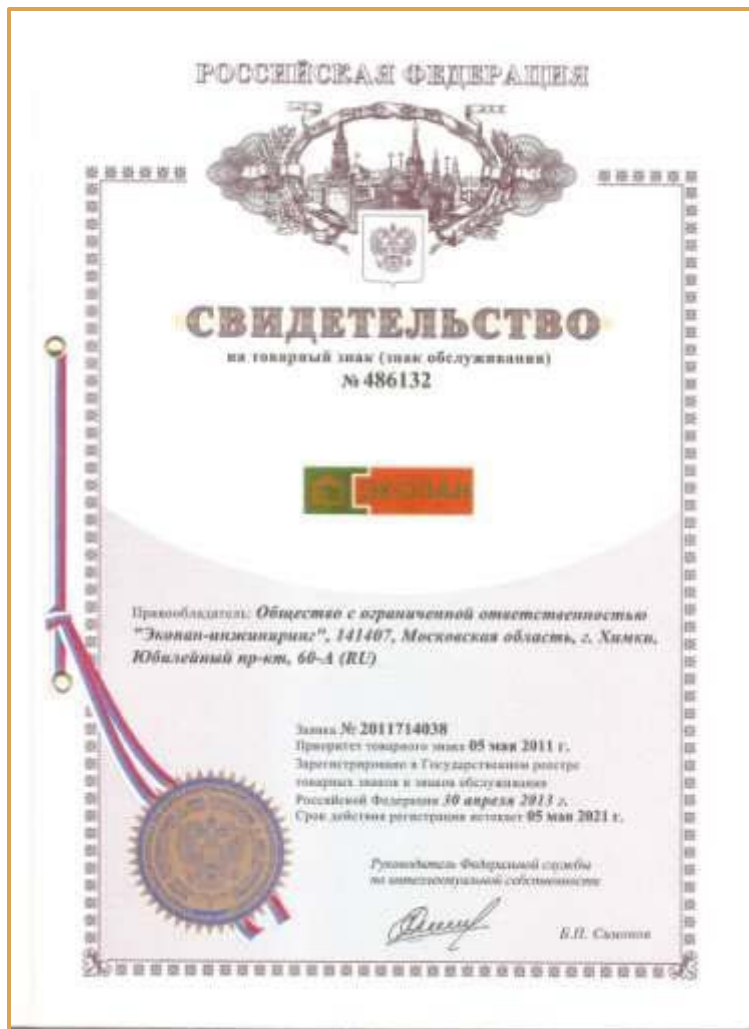 РОССИЙСКАЯ ФЕДЕРАЦИЯ
СВИДЕТЕЛЬСТВО
на товарный знак (знак обслуживания)
№ 486132
ЭКОПАН
Правообладатель: Общество с ограниченной ответственностью
"Экопан-инжиниринг", 141407, Московская область, г. Химки,
Юбилейный пр-кт, 60-А (RU)
Заявка № 2011714038
Приоритет товарного знака 05 мая 2011 г.
Зарегистрировано в Государственном реестре
товарных знаков и знаков обслуживания
Российской Федерации 30 апреля 2013 г.
Срок действия регистрации истекает 05 мая 2021 г.
Руководитель Федеральной службы
по интеллектуальной собственности
Б.П. Симонов